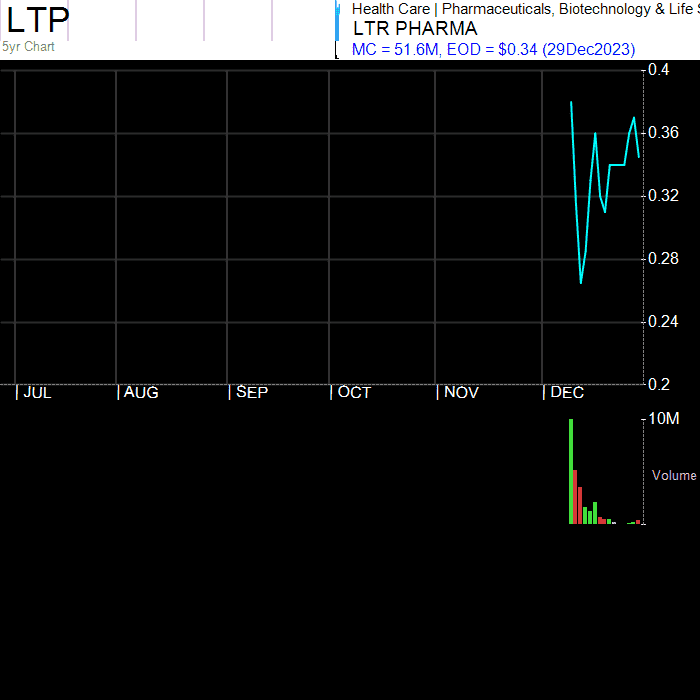 LTP
5yr Chart
Health Care | Pharmaceuticals, Biotechnology & Life
LTR PHARMA
MC = 51.6M, EOD = $0.34 (29Dec2023)
0.4
0.36
0.32
0.28
0.24
0.2
| JUL | AUG | SEP | OCT | NOV | DEC
10M
Volume